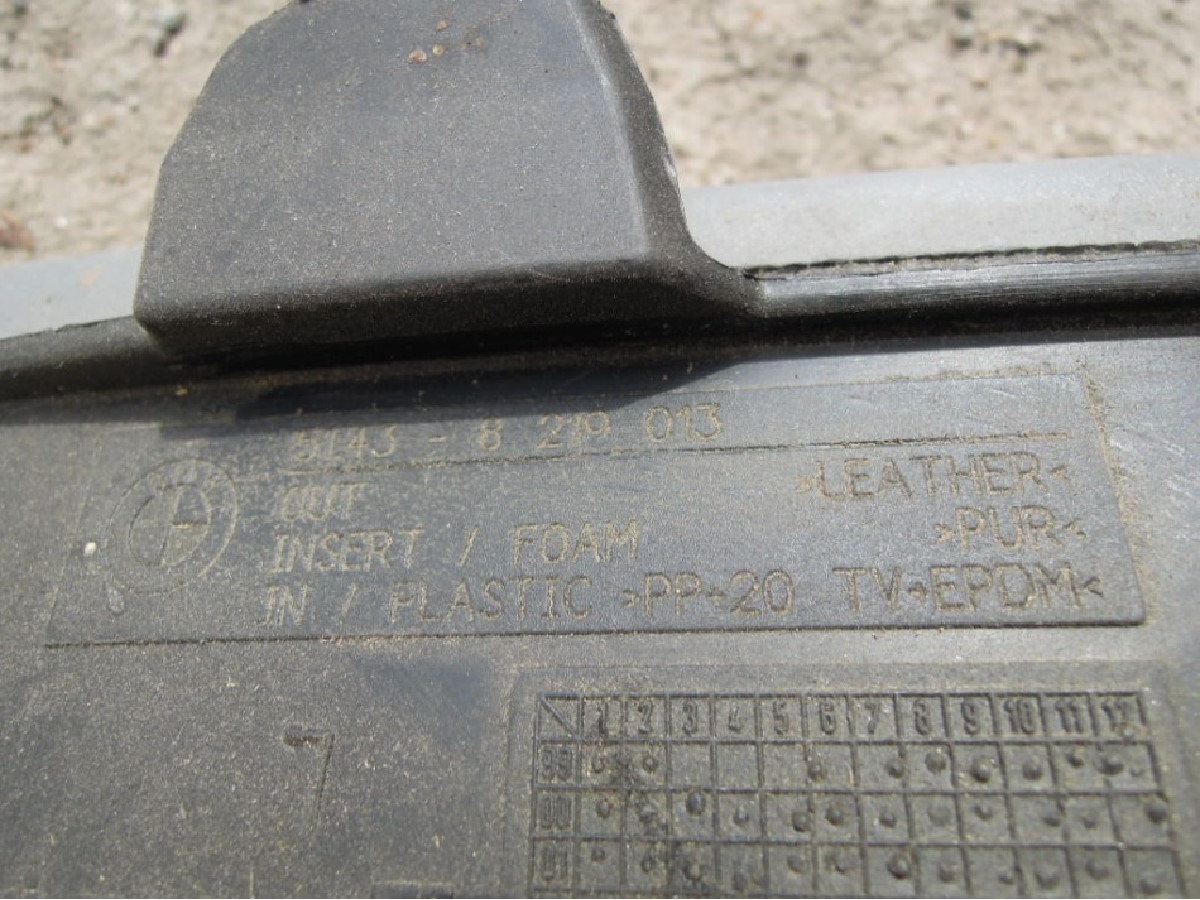 5143 - 8 219 013
OUT >LEATHER<
INSERT / FOAM >PUR<
IN / PLASTIC >PP-20 TV+EPDM<
1 2 3 4 5 6 7 8 9 10 11 12
99
00
01